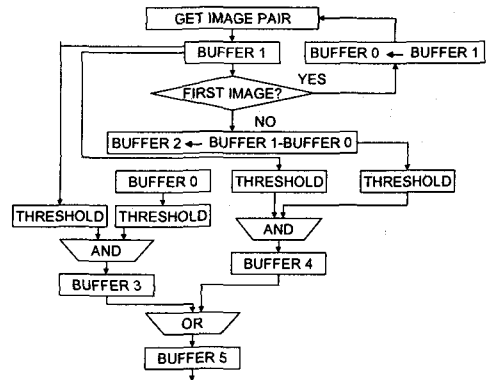 GET IMAGE PAIR
BUFFER 1
BUFFER 0 ← BUFFER 1
YES
FIRST IMAGE?
NO
BUFFER 2 ← BUFFER 1-BUFFER 0
BUFFER 0
THRESHOLD
THRESHOLD
THRESHOLD
THRESHOLD
AND
AND
BUFFER 3
BUFFER 4
OR
BUFFER 5